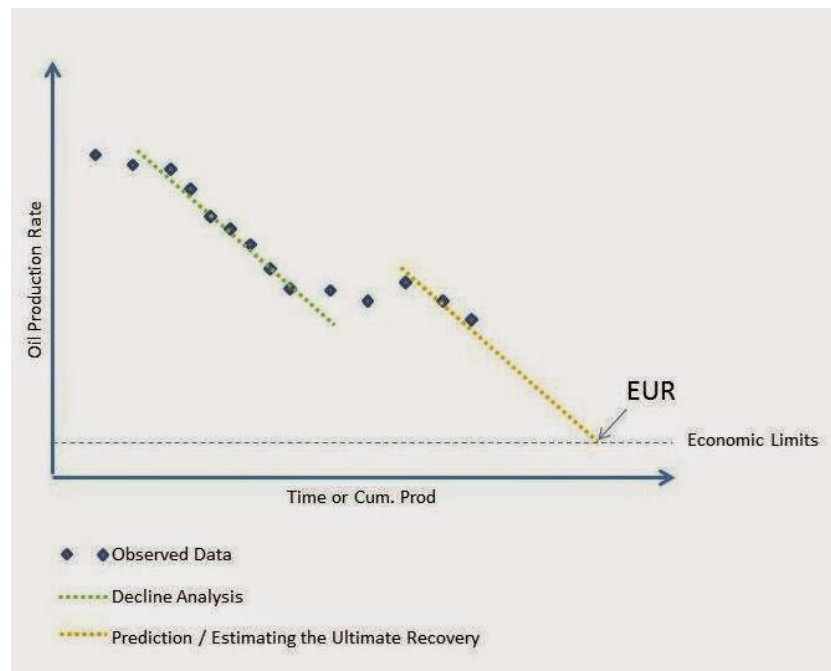 Oil Production Rate
EUR
Economic Limits
Time or Cum. Prod
Observed Data
Decline Analysis
Prediction / Estimating the Ultimate Recovery